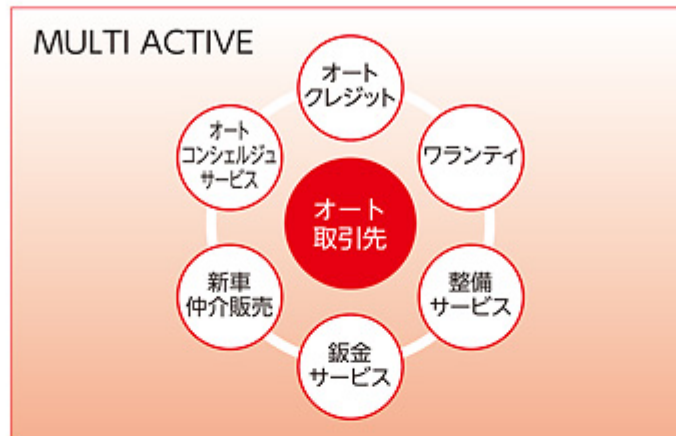 MULTI ACTIVE
オート
クレジット
オート
コンシェルジュ
サービス
ワランティ
オート
取引先
新車
仲介販売
整備
サービス
鈑金
サービス